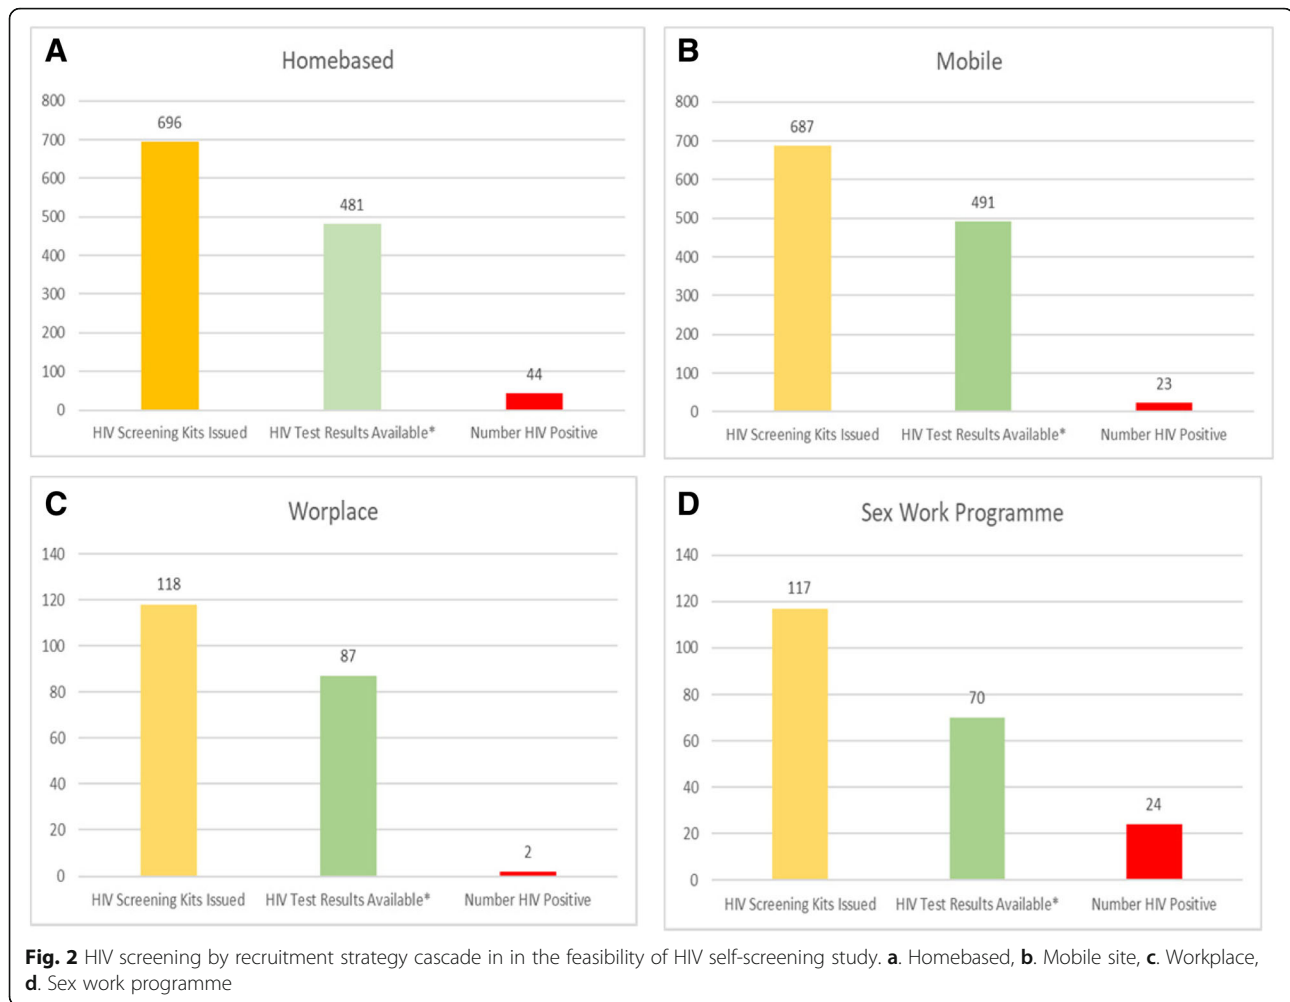 A
Homebased
800
700
600
500
400
300
200
100
0
696
481
44
HIV Screening Kits Issued
HIV Test Results Available*
Number HIV Positive
B
Mobile
800
700
600
500
400
300
200
100
0
687
491
23
HIV Screening Kits Issued
HIV Test Results Available*
Number HIV Positive
C
Worplace
140
120
100
80
60
40
20
0
118
87
2
HIV Screening Kits Issued
HIV Test Results Available*
Number HIV Positive
D
Sex Work Programme
140
120
100
80
60
40
20
0
117
70
24
HIV Screening Kits Issued
HIV Test Results Available*
Number HIV Positive
Fig. 2 HIV screening by recruitment strategy cascade in in the feasibility of HIV self-screening study. a. Homebased, b. Mobile site, c. Workplace,
d. Sex work programme